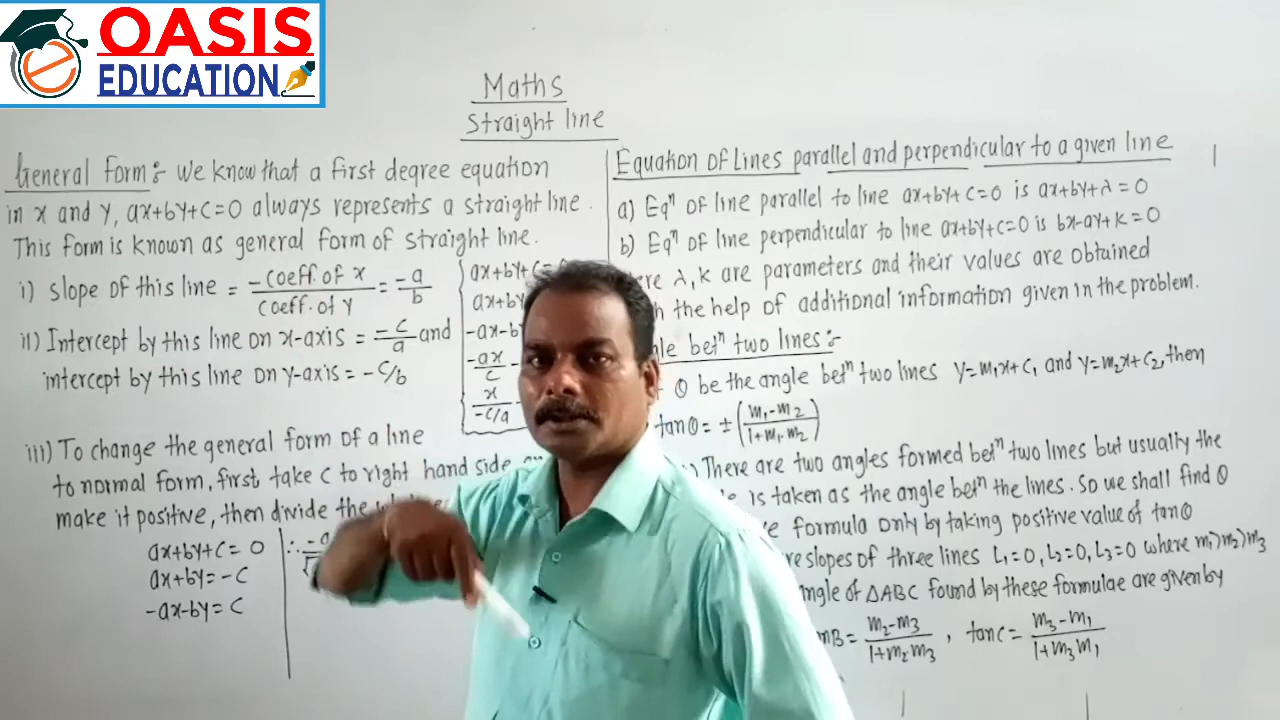 OASIS
EDUCATION
Maths
Straight line
General Form:- We know that a first degree equation
in x and y, ax+by+c=0 always represents a straight line.
This form is known as general form of straight line.
i) Slope of this line = -coeff. of x / coeff. of y = -a/b
ii) Intercept by this line on x-axis = -c/a and
intercept by this line on y-axis = -c/b
ax+by+c=0
ax+by
-ax-by
-ax/c
x/-c/a
iii) To change the general form of a line
to normal form, first take c to right hand side
make it positive, then divide the
ax+by+c=0
ax+by=-c
-ax-by=c
∴ -a
Equation of Lines parallel and perpendicular to a given line
a) Eqⁿ of line parallel to line ax+by+c=0 is ax+by+λ=0
b) Eqⁿ of line perpendicular to line ax+by+c=0 is bx-ay+k=0
λ, k are parameters and their values are obtained
the help of additional information given in the problem.
betⁿ two lines:-
θ be the angle betⁿ two lines y=m₁x+c₁ and y=m₂x+c₂, then
tanθ = ±(m₁-m₂ / 1+m₁.m₂)
There are two angles formed betⁿ two lines but usually the
is taken as the angle betⁿ the lines. So we shall find θ
formula only by taking positive value of tanθ
slopes of three lines L₁=0, L₂=0, L₃=0 where m₁>m₂>m₃
of ΔABC found by these formulae are given by
B = m₂-m₃ / 1+m₂m₃, tanC = m₃-m₁ / 1+m₃m₁